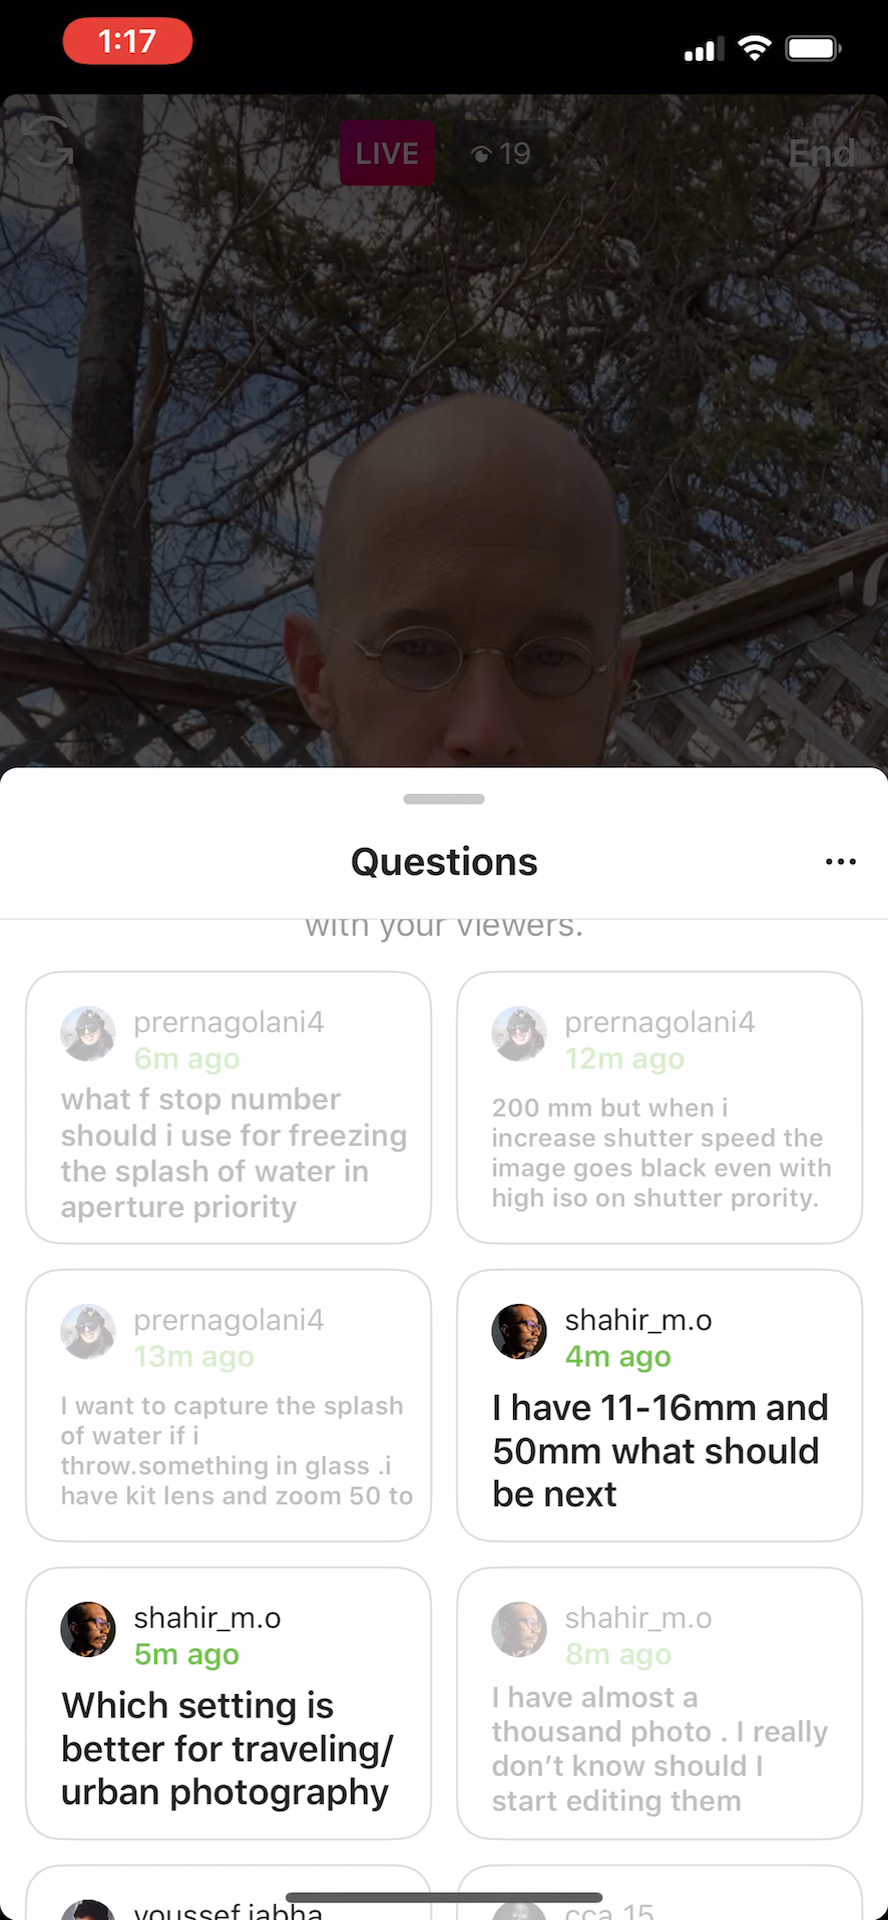 1:17
LIVE
19
End
Questions
with your viewers.
prernagolani4
6m ago
what f stop number
should i use for freezing
the splash of water in
aperture priority
prernagolani4
12m ago
200 mm but when i
increase shutter speed the
image goes black even with
high iso on shutter prority.
prernagolani4
13m ago
I want to capture the splash
of water if i
throw.something in glass .i
have kit lens and zoom 50 to
shahir_m.o
4m ago
I have 11-16mm and
50mm what should
be next
shahir_m.o
5m ago
Which setting is
better for traveling/
urban photography
shahir_m.o
8m ago
I have almost a
thousand photo . I really
don’t know should I
start editing them
youssef.jabha
cca.15